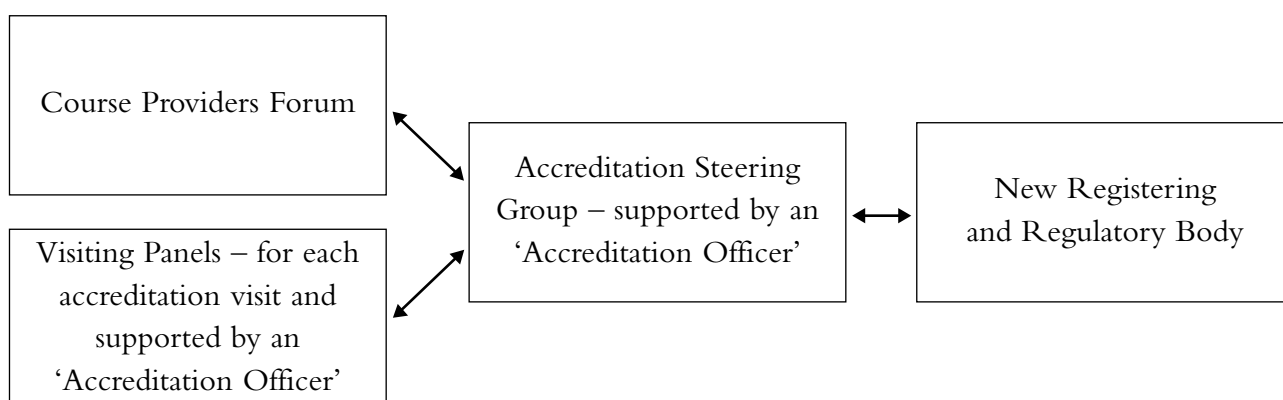 Course Providers Forum
Visiting Panels – for each
accreditation visit and
supported by an
‘Accreditation Officer’
Accreditation Steering
Group – supported by an
‘Accreditation Officer’
New Registering
and Regulatory Body